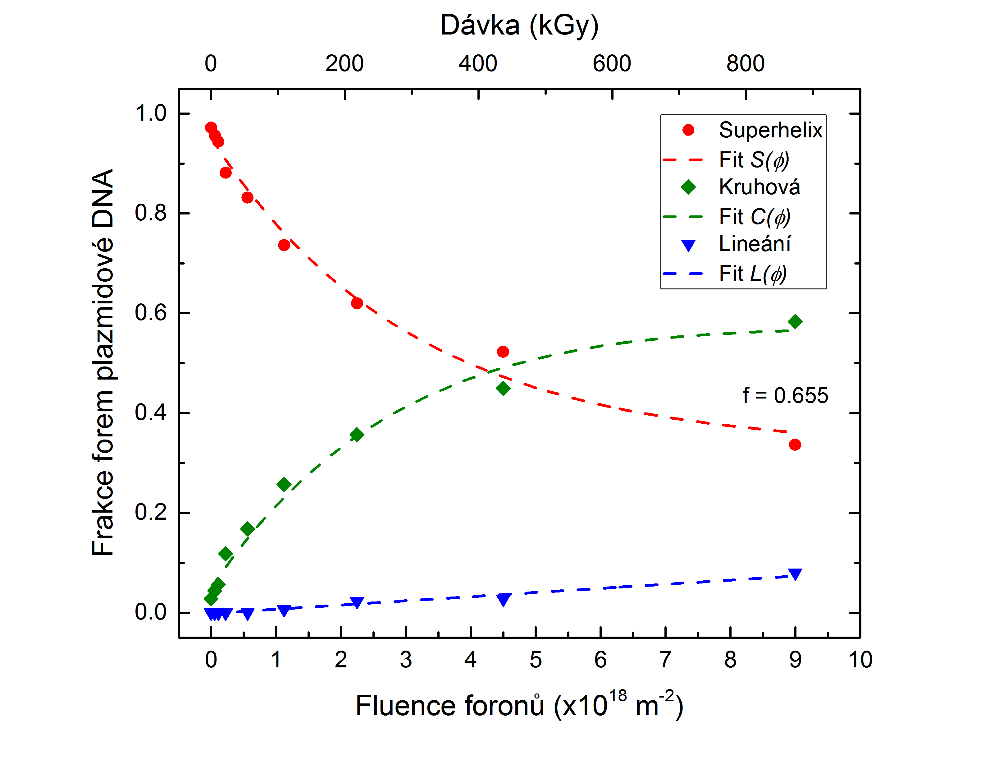 Dávka (kGy)
0 200 400 600 800
Frakce forem plazmidové DNA
1.0
0.8
0.6
0.4
0.2
0.0
Superhelix
Fit S(ϕ)
Kruhová
Fit C(ϕ)
Lineání
Fit L(ϕ)
f = 0.655
0 1 2 3 4 5 6 7 8 9 10
Fluence foronů (x10¹⁸ m⁻²)